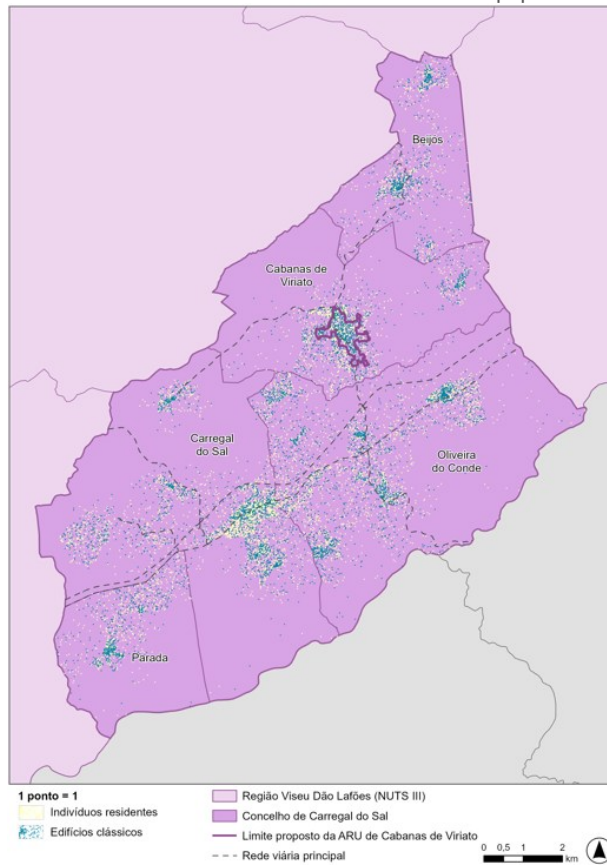 Beijos
Cabanas de
Viriato
Carregal
do Sal
Oliveira
do Conde
Parada
1 ponto = 1
Indivíduos residentes
Edifícios clássicos
Região Viseu Dão Lafões (NUTS III)
Concelho de Carregal do Sal
Limite proposto da ARU de Cabanas de Viriato
Rede viária principal
0 0,5 1 2
km